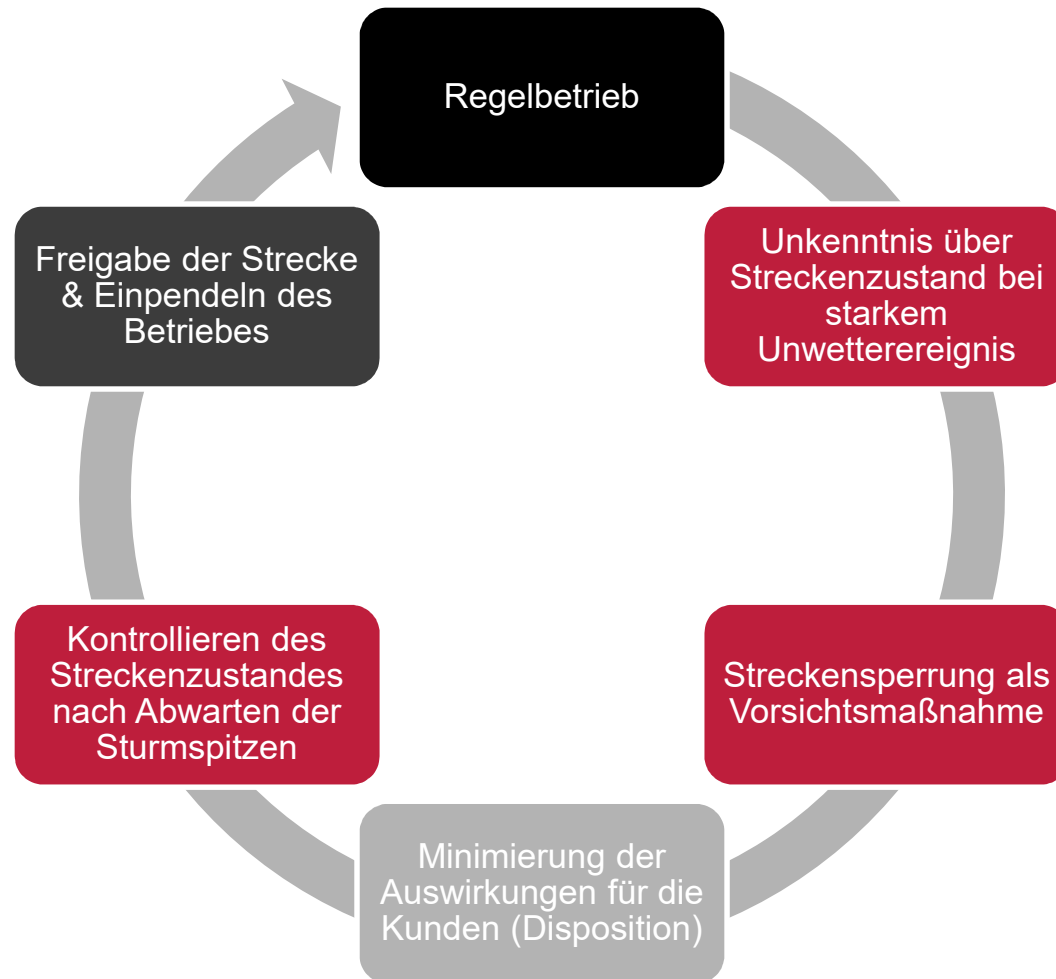 Regelbetrieb
Unkenntnis über
Streckenzustand bei
starkem
Unwetterereignis
Streckensperrung als
Vorsichtsmaßnahme
Minimierung der
Auswirkungen für die
Kunden (Disposition)
Kontrollieren des
Streckenzustandes
nach Abwarten der
Sturmspitzen
Freigabe der Strecke
& Einpendeln des
Betriebes